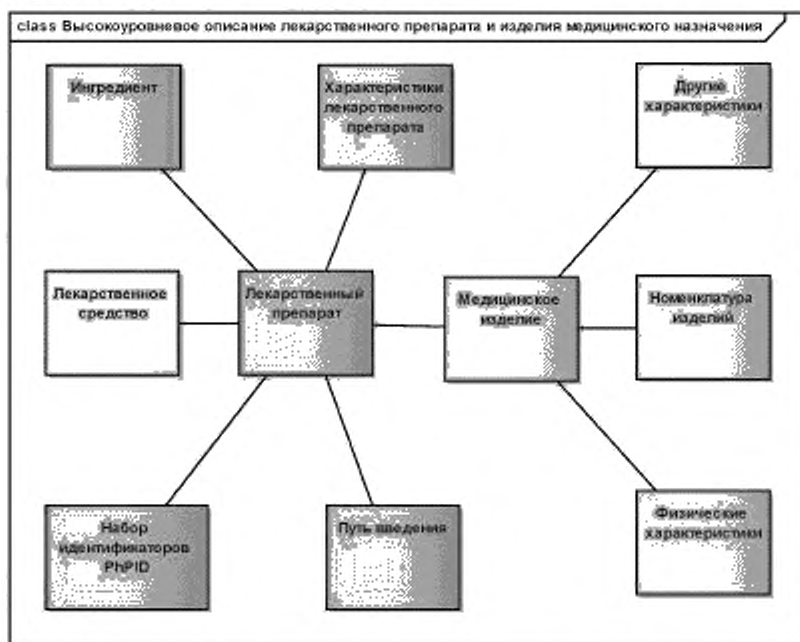 class Высокоуровневое описание лекарственного препарата и изделия медицинского назначения
Ингредиент
Характеристики
лекарственного
препарата
Другие
характеристики
Лекарственное
средство
Лекарственный
препарат
Медицинское
изделие
Номенклатура
изделий
Набор
идентификаторов
PhPID
Путь введения
Физические
характеристики